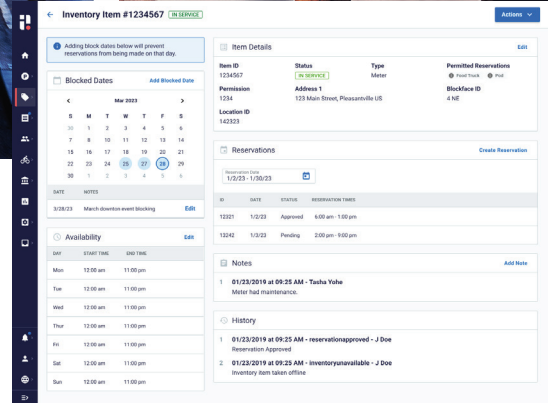 Inventory Item #1234567 IN SERVICE
Actions
Adding block dates below will prevent
reservations from being made on that day.
Blocked Dates Add Blocked Date
Mar 2023
S M T W T F S
30 1 2 3 4 5 6
7 8 10 11 12 13 14
15 16 17 18 19 20 21
22 23 24 25 27 28 29
30 1 2 3 4 5 6
DATE NOTES
3/28/23 March downton event blocking Edit
Availability Edit
DAY START TIME END TIME
Mon 12:00 am 11:00 pm
Tue 12:00 am 11:00 pm
Wed 12:00 am 11:00 pm
Thur 12:00 am 11:00 pm
Fri 12:00 am 11:00 pm
Sat 12:00 am 11:00 pm
Sun 12:00 am 11:00 pm
Item Details Edit
Item ID Status Type Permitted Reservations
1234567 IN SERVICE Meter Food Truck Pod
Permission Address 1 Blockface ID
1234 123 Main Street, Pleasantville US 4 NE
Location ID
142323
Reservations Create Reservation
Reservation Date
1/2/23 - 1/30/23
ID DATE STATUS RESERVATION TIMES
12321 1/2/23 Approved 6:00 am - 1:00 pm
12242 1/3/23 Pending 2:00 pm - 9:00 pm
Notes Add Note
1 01/23/2019 at 09:25 AM - Tasha Yohe
Meter had maintenance.
History
1 01/23/2019 at 09:25 AM - reservationapproved - J Doe
Reservation Approved
2 01/23/2019 at 09:25 AM - inventoryunavailable - J Doe
Inventory item taken offline